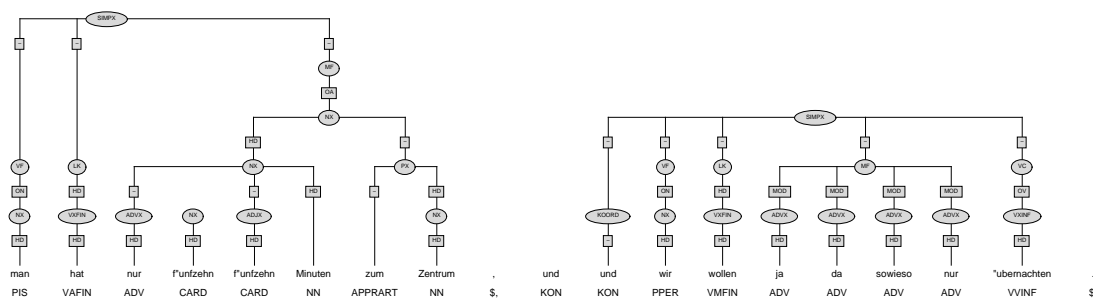 SIMPX
– – –
MF
OA
NX SIMPX
HD – – – – – –
VF LK NX PX VF LK MF VC
ON HD – – HD – HD ON HD MOD MOD MOD MOD OV
NX VXFIN ADVX NX ADJX NX KOORD NX VXFIN ADVX ADVX ADVX ADVX VXINF
HD HD HD HD HD HD – HD HD HD HD HD HD HD
man hat nur f"unfzehn f"unfzehn Minuten zum Zentrum , und und wir wollen ja da sowieso nur "ubernachten .
PIS VAFIN ADV CARD CARD NN APPRART NN $, KON KON PPER VMFIN ADV ADV ADV ADV VVINF $